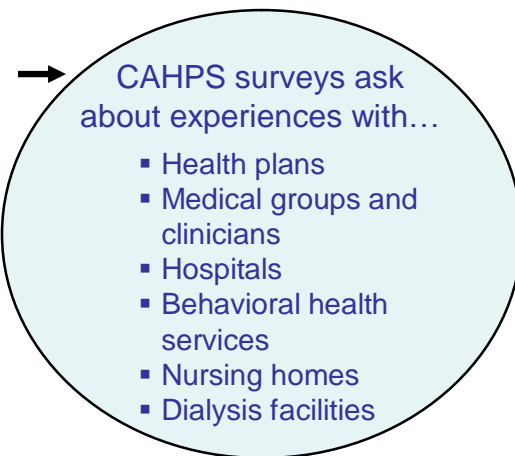 CAHPS surveys ask
about experiences with…
▪ Health plans
▪ Medical groups and
clinicians
▪ Hospitals
▪ Behavioral health
services
▪ Nursing homes
▪ Dialysis facilities